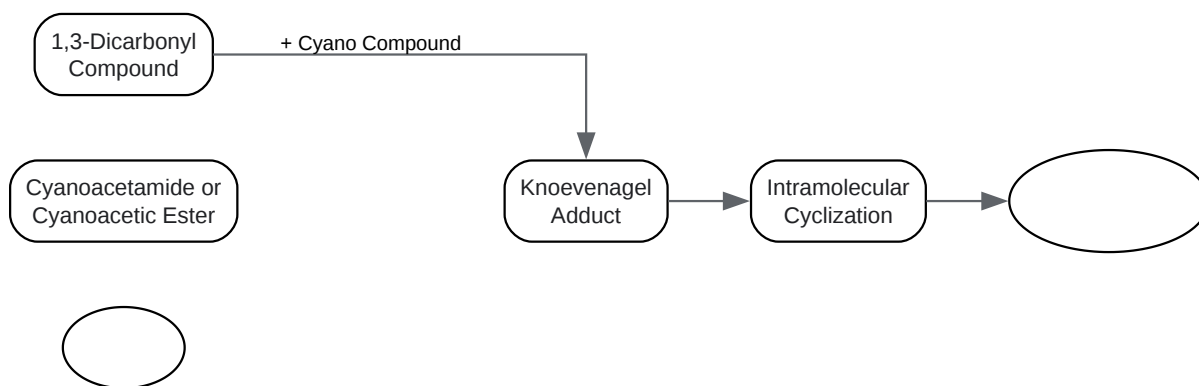 1,3-Dicarbonyl
Compound
+ Cyano Compound
Cyanoacetamide or
Cyanoacetic Ester
Knoevenagel
Adduct
Intramolecular
Cyclization